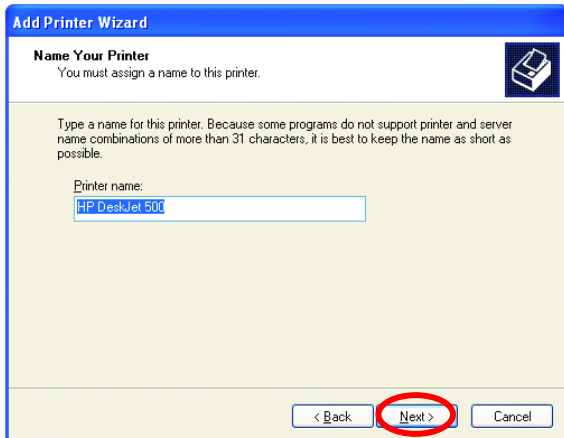 Add Printer Wizard
Name Your Printer
You must assign a name to this printer.
Type a name for this printer. Because some programs do not support printer and server
name combinations of more than 31 characters, it is best to keep the name as short as
possible.
Printer name:
HP DeskJet 500
< Back Next > Cancel